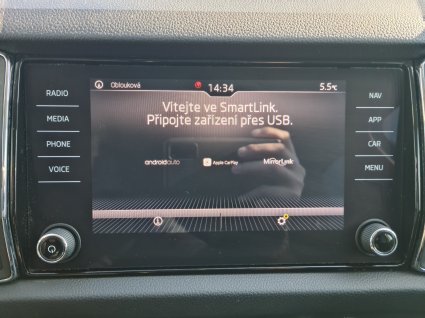 Obloukově
14:34
5.5°C
RADIO
MEDIA
PHONE
VOICE
Vítejte ve SmartLink.
Připojte zařízení přes USB.
androidauto
Apple CarPlay
MirrorLink
NAV
APP
CAR
MENU